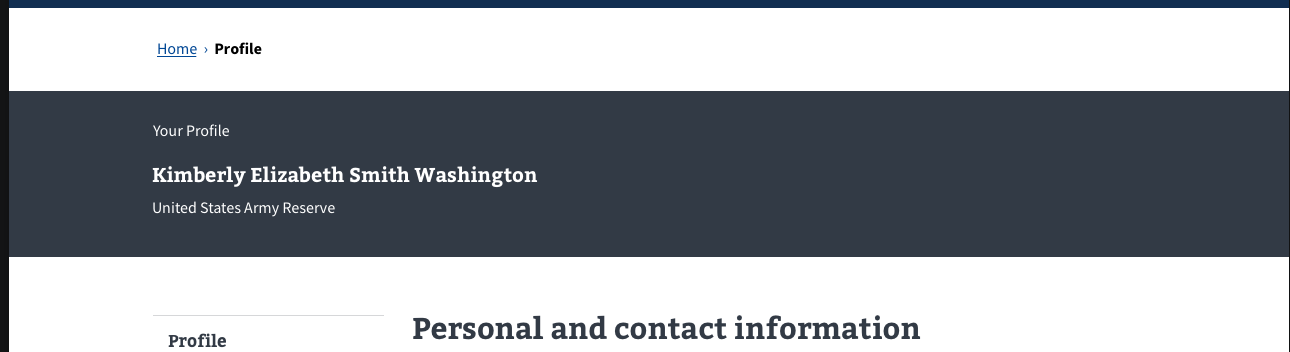 Home › Profile
Your Profile
Kimberly Elizabeth Smith Washington
United States Army Reserve
Personal and contact information
Profile